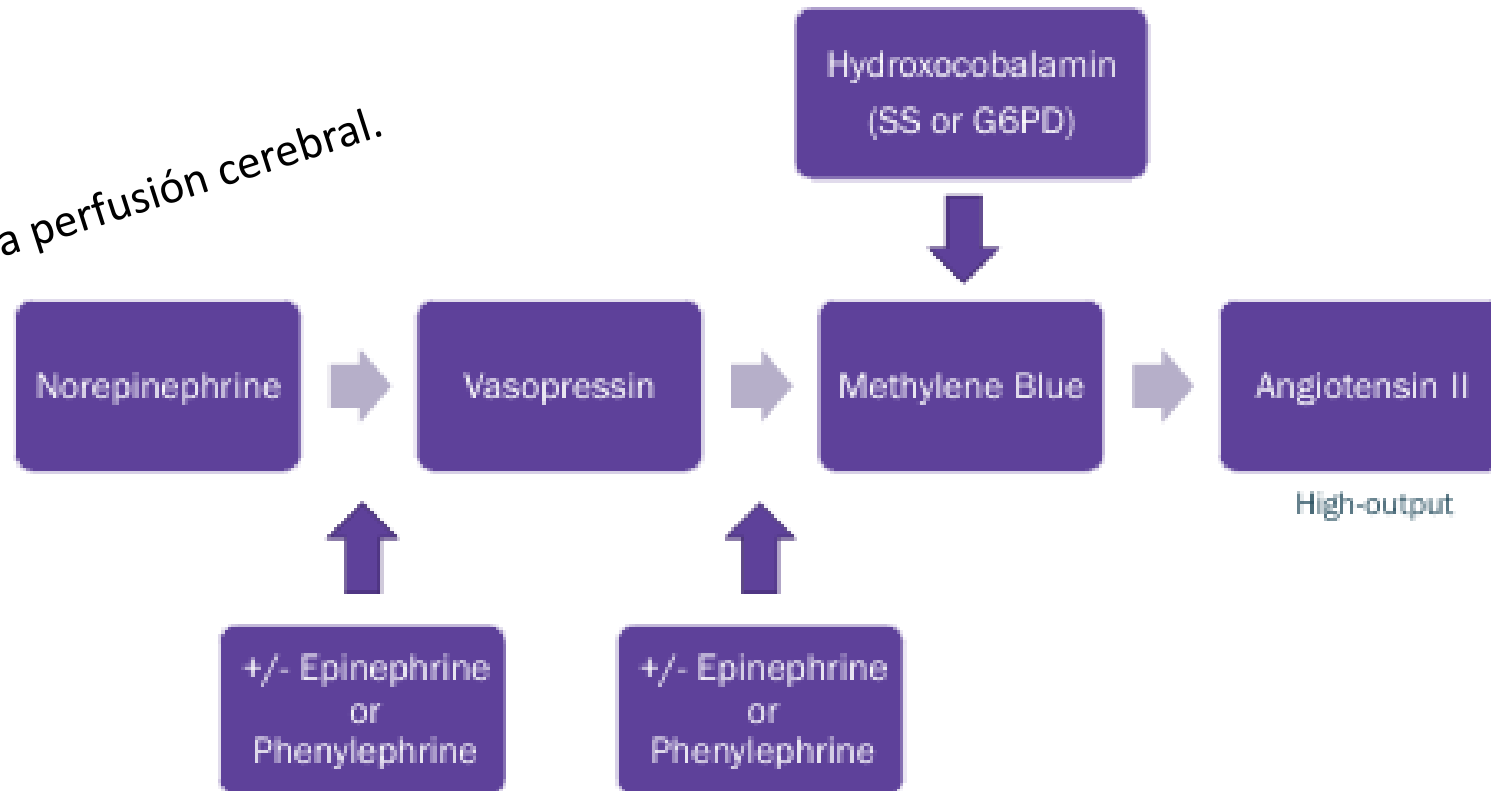 Hydroxocobalamin
(SS or G6PD)
a perfusión cerebral.
Norepinephrine
Vasopressin
Methylene Blue
Angiotensin II
High-output
+/- Epinephrine
or
Phenylephrine
+/- Epinephrine
or
Phenylephrine